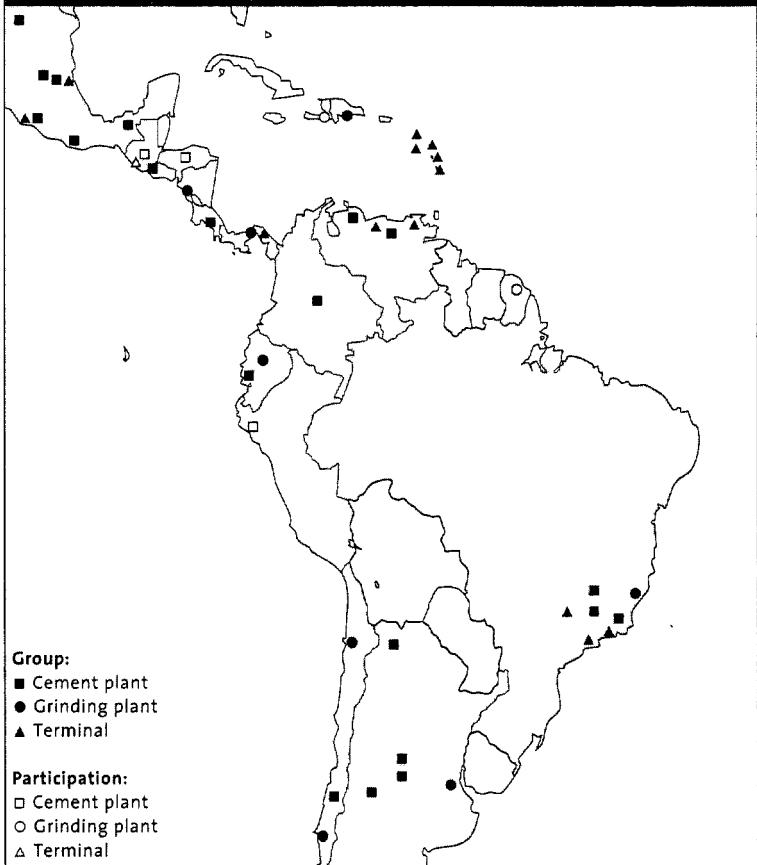 Group:
■ Cement plant
● Grinding plant
▲ Terminal
Participation:
□ Cement plant
○ Grinding plant
△ Terminal